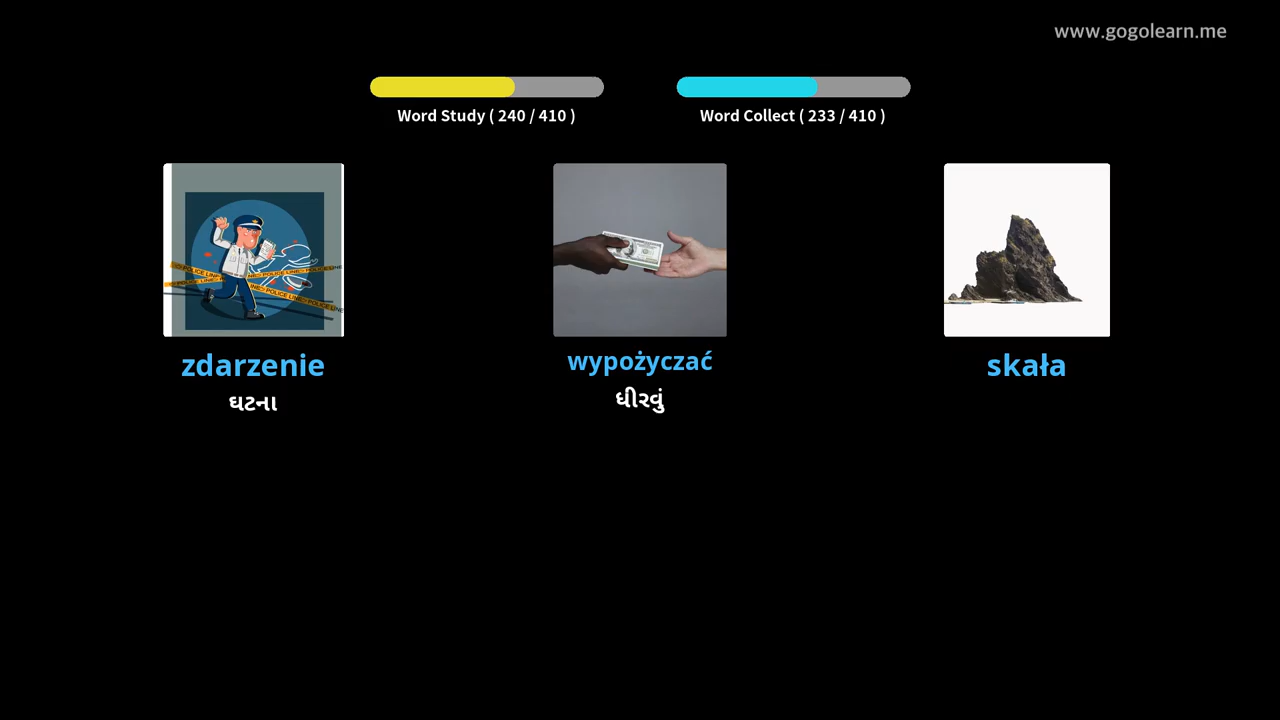 www.gogolearn.me
Word Study ( 240 / 410 )
Word Collect ( 233 / 410 )
zdarzenie
ઘટના
wypożyczać
ધીરવું
skała